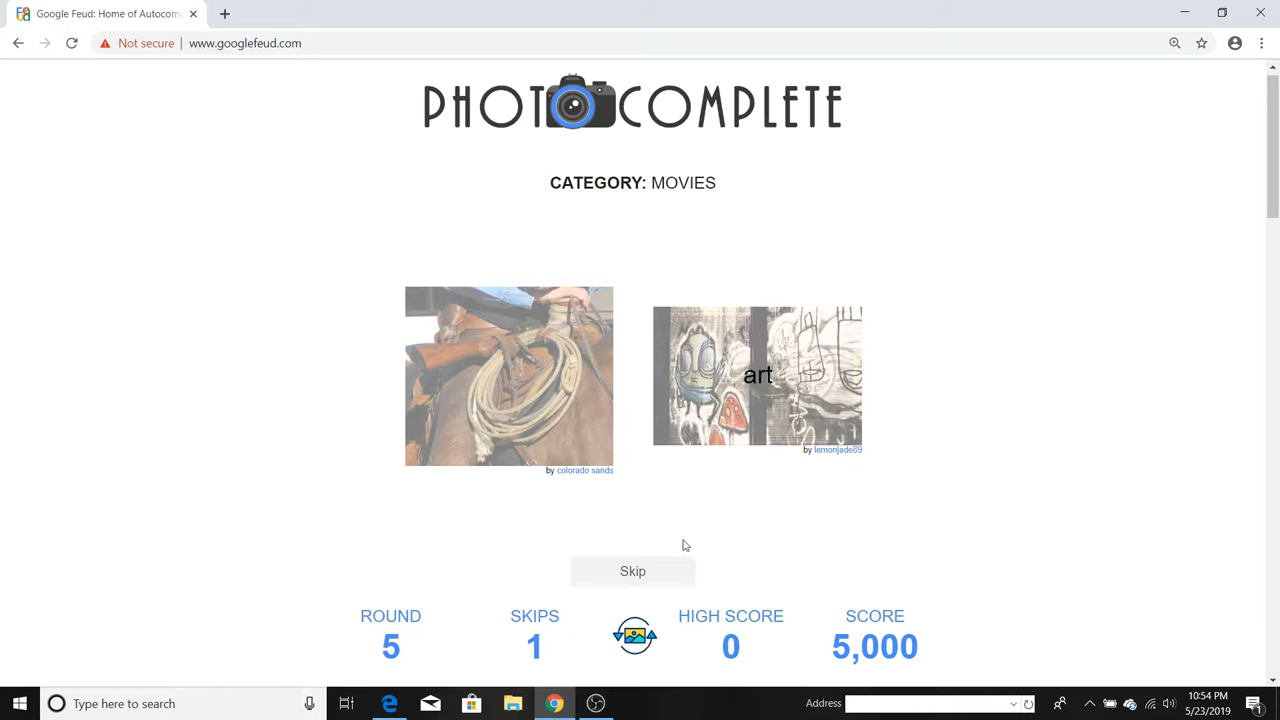 Google Feud: Home of Autocom
Not secure
www.googlefeud.com
PHOTOCOMPLETE
CATEGORY: MOVIES
art
by colorado sands
by lemonjade89
Skip
ROUND
SKIPS
HIGH SCORE
SCORE
5
1
0
5,000
Type here to search
Address
10:54 PM
5/23/2019
1